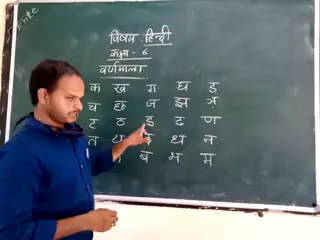 विषय : हिन्दी
कक्षा - 6
वर्णमाला
क ख ग घ ड
च छ ज झ ञ
ट ठ ड ढ ण
त थ द ध न
ब भ म